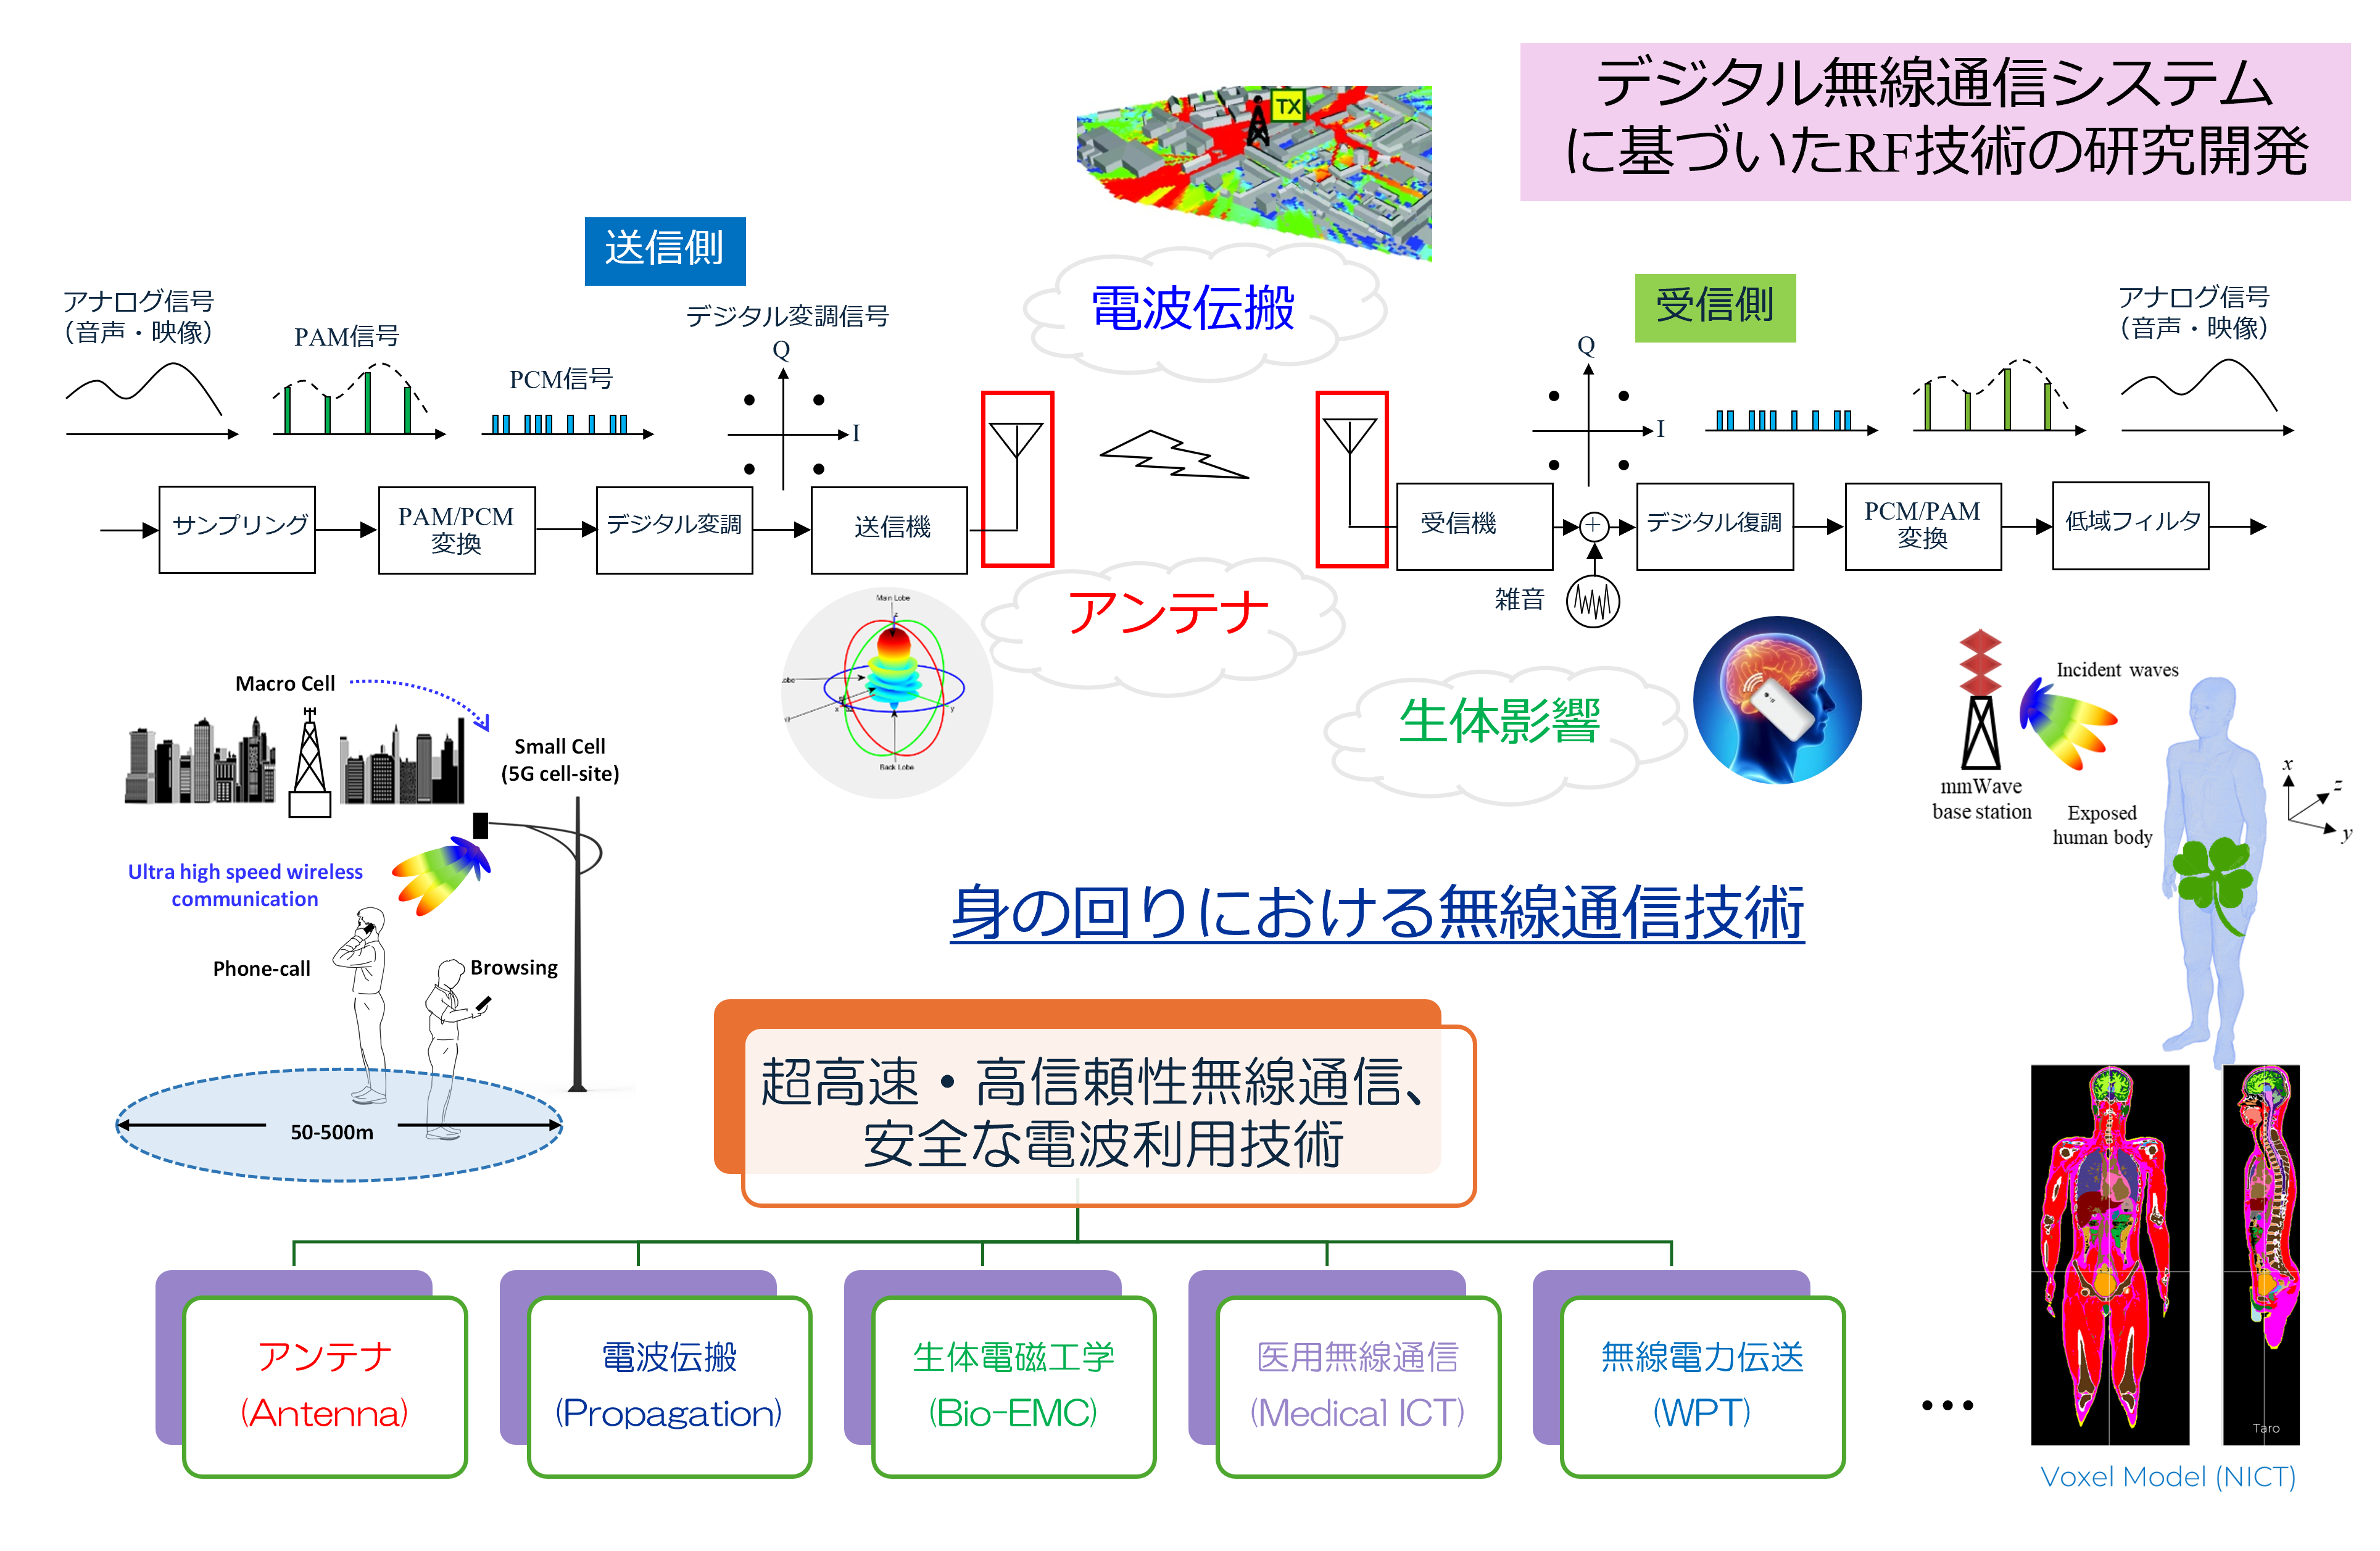 デジタル無線通信システム
に基づいたRF技術の研究開発
TX
送信側
電波伝搬
受信側
アナログ信号
（音声・映像）
PAM信号
PCM信号
デジタル変調信号
Q
I
Q
I
アナログ信号
（音声・映像）
サンプリング
PAM/PCM
変換
デジタル変調
送信機
受信機
+
デジタル復調
PCM/PAM
変換
低域フィルタ
雑音
アンテナ
生体影響
Main Lobe
z
x
y
Back Lobe
Macro Cell
Small Cell
(5G cell-site)
Ultra high speed wireless
communication
Phone-call
Browsing
50-500m
Incident waves
mmWave
base station
Exposed
human body
x
z
y
身の回りにおける無線通信技術
超高速・高信頼性無線通信、
安全な電波利用技術
アンテナ
(Antenna)
電波伝搬
(Propagation)
生体電磁工学
(Bio-EMC)
医用無線通信
(Medical ICT)
無線電力伝送
(WPT)
…
Taro
Voxel Model (NICT)